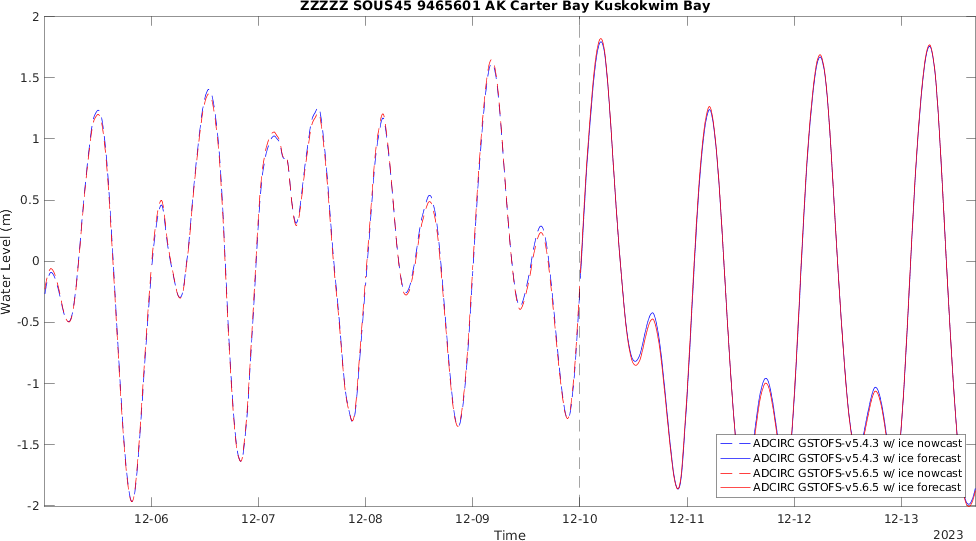 ZZZZZ SOUS45 9465601 AK Carter Bay Kuskokwim Bay
2
1.5
1
0.5
0
-0.5
-1
-1.5
-2
Water Level (m)
ADCIRC GSTOFS-v5.4.3 w/ ice nowcast
ADCIRC GSTOFS-v5.4.3 w/ ice forecast
ADCIRC GSTOFS-v5.6.5 w/ ice nowcast
ADCIRC GSTOFS-v5.6.5 w/ ice forecast
12-06 12-07 12-08 12-09 12-10 12-11 12-12 12-13
Time
2023